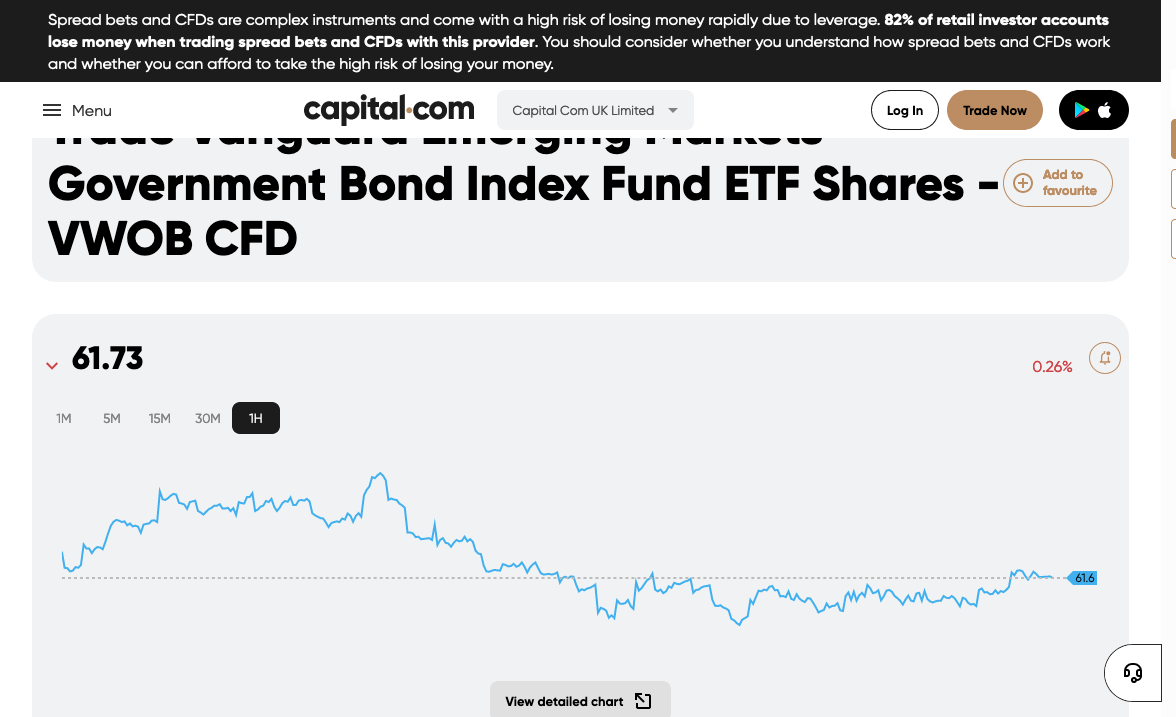 Spread bets and CFDs are complex instruments and come with a high risk of losing money rapidly due to leverage. 82% of retail investor accounts
lose money when trading spread bets and CFDs with this provider. You should consider whether you understand how spread bets and CFDs work
and whether you can afford to take the high risk of losing your money.
Menu
capital.com
Capital Com UK Limited
Log In
Trade Now
Trade Vanguard Emerging Markets
Government Bond Index Fund ETF Shares -
VWOB CFD
Add to
favourite
61.73
0.26%
1M 5M 15M 30M 1H
61.6
View detailed chart